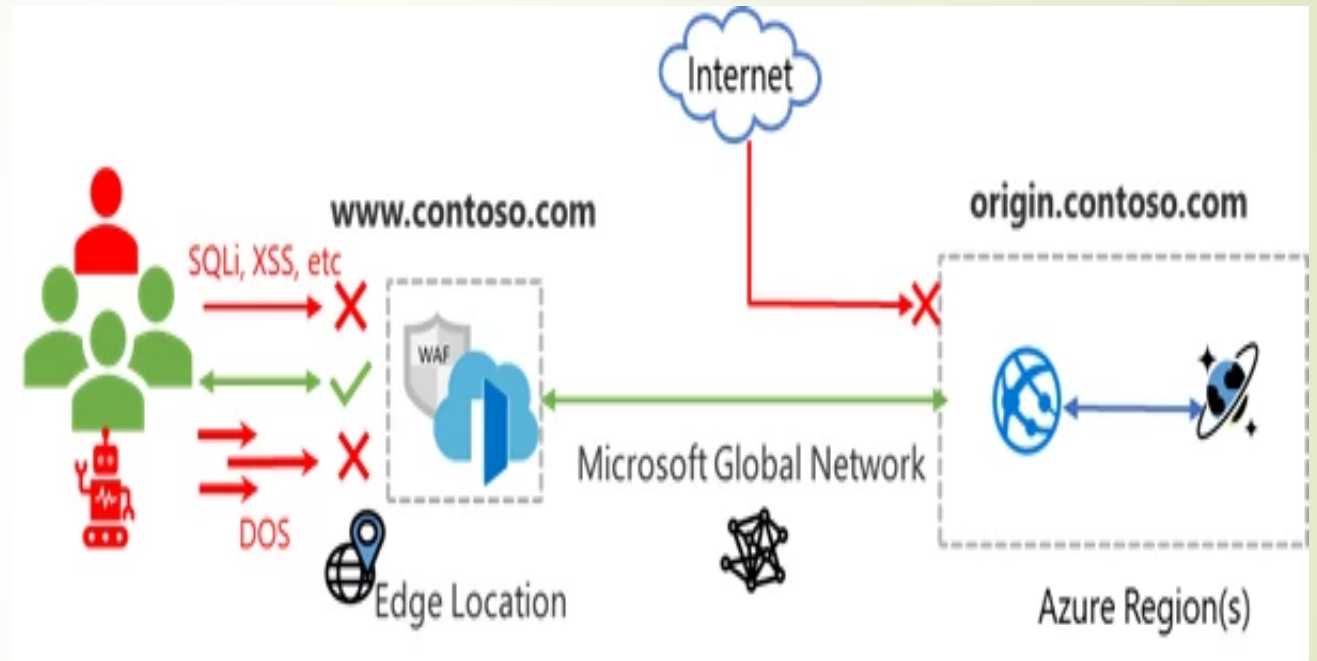 Internet
www.contoso.com
origin.contoso.com
SQLi, XSS, etc
WAF
Microsoft Global Network
DOS
Edge Location
Azure Region(s)